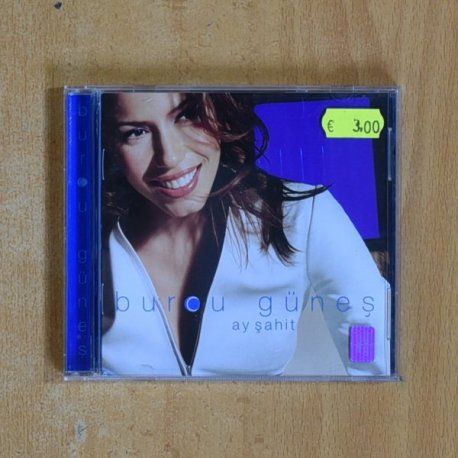 € 3.00
burcu güneş
ay şahit
burcu güneş